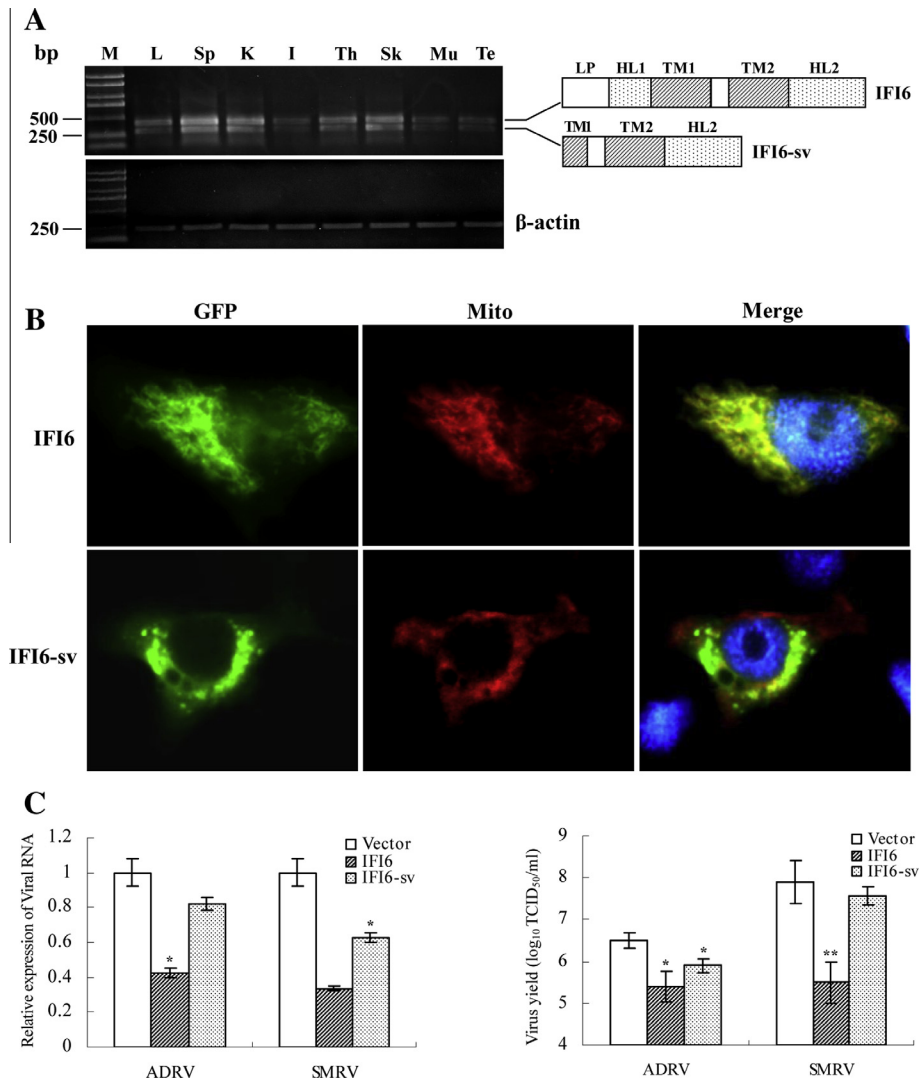 A
bp M L Sp K I Th Sk Mu Te
500
250
LP HL1 TM1 TM2 HL2
IFI6
TM1 TM2 HL2
IFI6-sv
250
β-actin
B
GFP Mito Merge
IFI6
IFI6-sv
C
Relative expression of Viral RNA
1.2
1
0.8
0.6
0.4
0.2
0
Vector
IFI6
IFI6-sv
*
*
ADRV SMRV
Virus yield (log10 TCID50/ml)
9
8
7
6
5
4
Vector
IFI6
IFI6-sv
*
*
**
ADRV SMRV